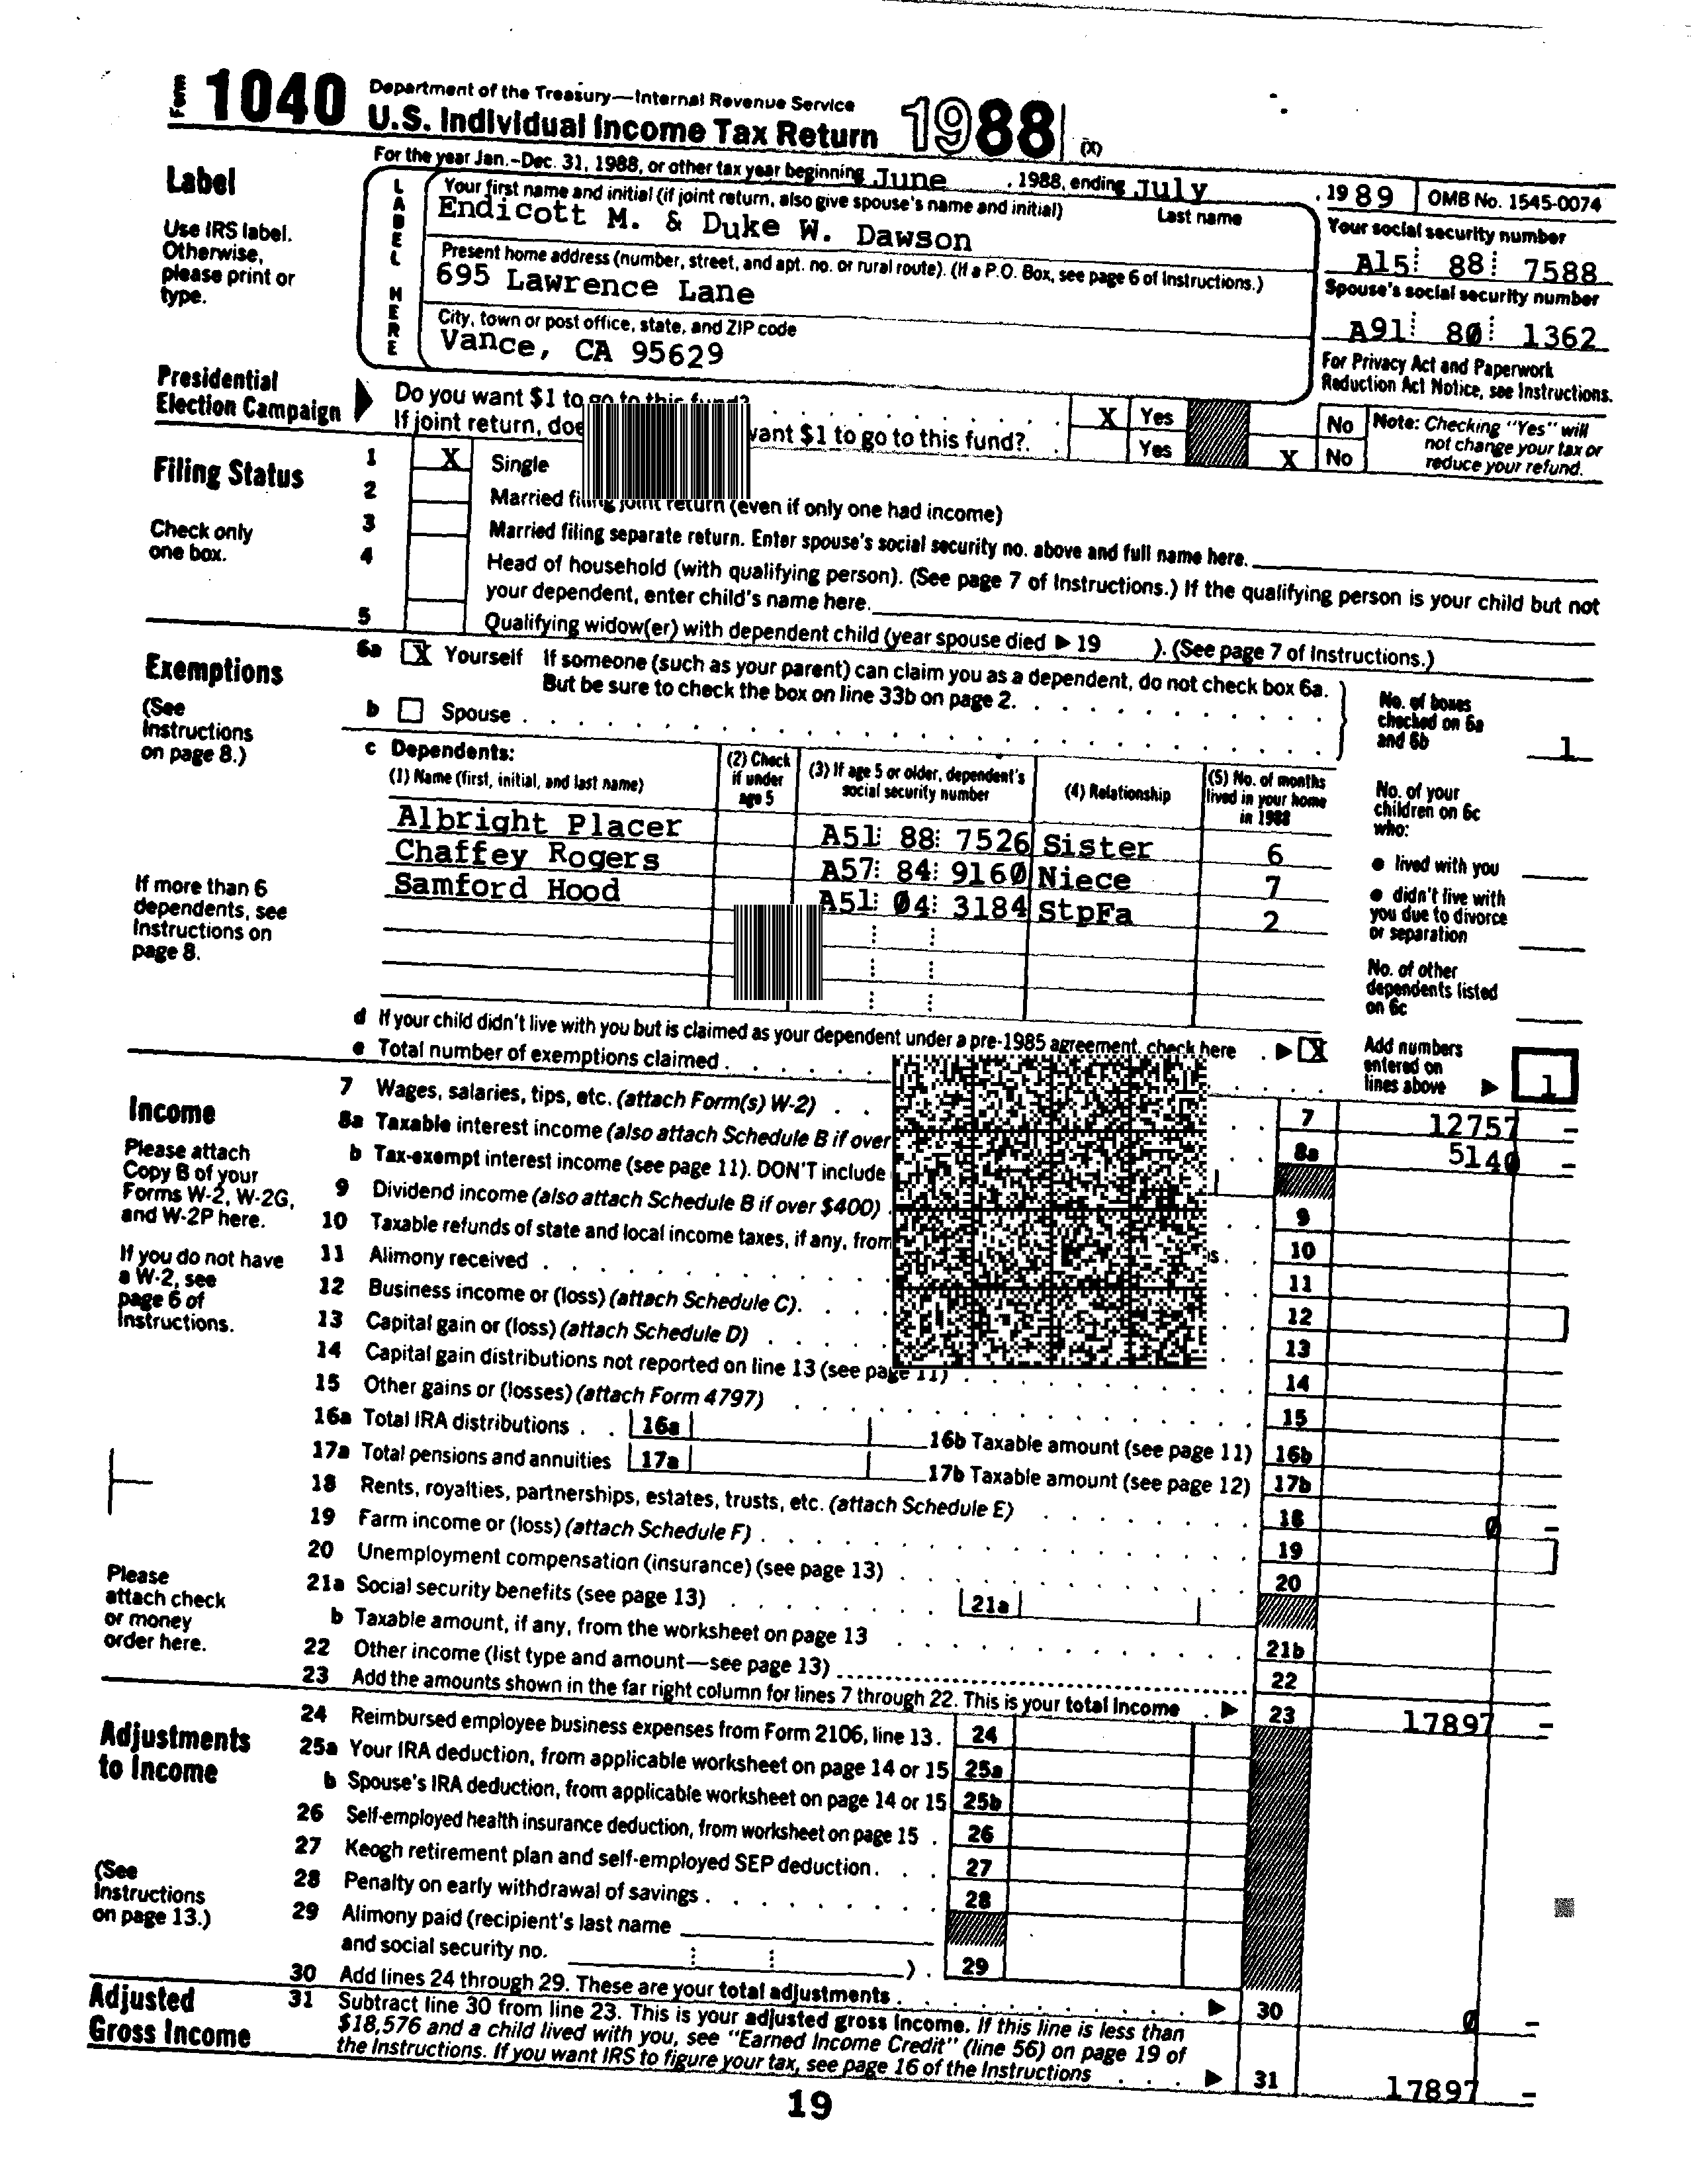 Form 1040 Department of the Treasury—Internal Revenue Service
U.S. Individual Income Tax Return 1988 (X)
For the year Jan.-Dec. 31, 1988, or other tax year beginning June , 1988, ending July , 19 89 OMB No. 1545-0074
Label
Use IRS label. Otherwise, please print or type.
LABEL HERE
Your first name and initial (if joint return, also give spouse's name and initial) Last name
Endicott M. & Duke W. Dawson
Your social security number
A15 88 7588
Present home address (number, street, and apt. no. or rural route). (If a P.O. Box, see page 6 of Instructions.)
695 Lawrence Lane
Spouse's social security number
A91 80 1362
City, town or post office, state, and ZIP code
Vance, CA 95629
For Privacy Act and Paperwork Reduction Act Notice, see Instructions.
Presidential Election Campaign
Do you want $1 to go to this fund? X Yes No
If joint return, doe want $1 to go to this fund? Yes X No
Note: Checking "Yes" will not change your tax or reduce your refund.
Filing Status
Check only one box.
1 X Single
2 Married filing joint return (even if only one had income)
3 Married filing separate return. Enter spouse's social security no. above and full name here.
4 Head of household (with qualifying person). (See page 7 of Instructions.) If the qualifying person is your child but not
your dependent, enter child's name here.
5 Qualifying widow(er) with dependent child (year spouse died ▶ 19 ). (See page 7 of Instructions.)
Exemptions
(See Instructions on page 8.)
6a X Yourself If someone (such as your parent) can claim you as a dependent, do not check box 6a.
But be sure to check the box on line 33b on page 2.
b Spouse
No. of boxes checked on 6a and 6b 1
c Dependents:
(1) Name (first, initial, and last name) (2) Check if under age 5 (3) If age 5 or older, dependent's social security number (4) Relationship (5) No. of months lived in your home in 1988
Albright Placer A51 88 7526 Sister 6
Chaffey Rogers A57 84 9160 Niece 7
Samford Hood A51 04 3184 StpFa 2
If more than 6 dependents, see Instructions on page 8.
No. of your children on 6c who:
● lived with you
● didn't live with you due to divorce or separation
No. of other dependents listed on 6c
d If your child didn't live with you but is claimed as your dependent under a pre-1985 agreement, check here ▶ X
e Total number of exemptions claimed
Add numbers entered on lines above ▶ 1
Income
Please attach Copy B of your Forms W-2, W-2G, and W-2P here.
If you do not have a W-2, see page 6 of Instructions.
7 Wages, salaries, tips, etc. (attach Form(s) W-2) 7 12757 –
8a Taxable interest income (also attach Schedule B if over 8a 5140 –
b Tax-exempt interest income (see page 11). DON'T include
9 Dividend income (also attach Schedule B if over $400) 9
10 Taxable refunds of state and local income taxes, if any, from 10
11 Alimony received 11
12 Business income or (loss) (attach Schedule C). 12
13 Capital gain or (loss) (attach Schedule D) 13
14 Capital gain distributions not reported on line 13 (see page 11) 14
15 Other gains or (losses) (attach Form 4797) 15
16a Total IRA distributions 16a 16b Taxable amount (see page 11) 16b
17a Total pensions and annuities 17a 17b Taxable amount (see page 12) 17b
18 Rents, royalties, partnerships, estates, trusts, etc. (attach Schedule E) 18 0 –
19 Farm income or (loss) (attach Schedule F) 19
20 Unemployment compensation (insurance) (see page 13) 20
21a Social security benefits (see page 13) 21a
b Taxable amount, if any, from the worksheet on page 13 21b
22 Other income (list type and amount—see page 13) 22
23 Add the amounts shown in the far right column for lines 7 through 22. This is your total income ▶ 23 17897 –
Please attach check or money order here.
Adjustments to Income
(See Instructions on page 13.)
24 Reimbursed employee business expenses from Form 2106, line 13. 24
25a Your IRA deduction, from applicable worksheet on page 14 or 15 25a
b Spouse's IRA deduction, from applicable worksheet on page 14 or 15 25b
26 Self-employed health insurance deduction, from worksheet on page 15 26
27 Keogh retirement plan and self-employed SEP deduction 27
28 Penalty on early withdrawal of savings 28
29 Alimony paid (recipient's last name
and social security no. ) 29
30 Add lines 24 through 29. These are your total adjustments ▶ 30 0 –
Adjusted Gross Income
31 Subtract line 30 from line 23. This is your adjusted gross income. If this line is less than
$18,576 and a child lived with you, see "Earned Income Credit" (line 56) on page 19 of
the Instructions. If you want IRS to figure your tax, see page 16 of the Instructions ▶ 31 17897 –
19